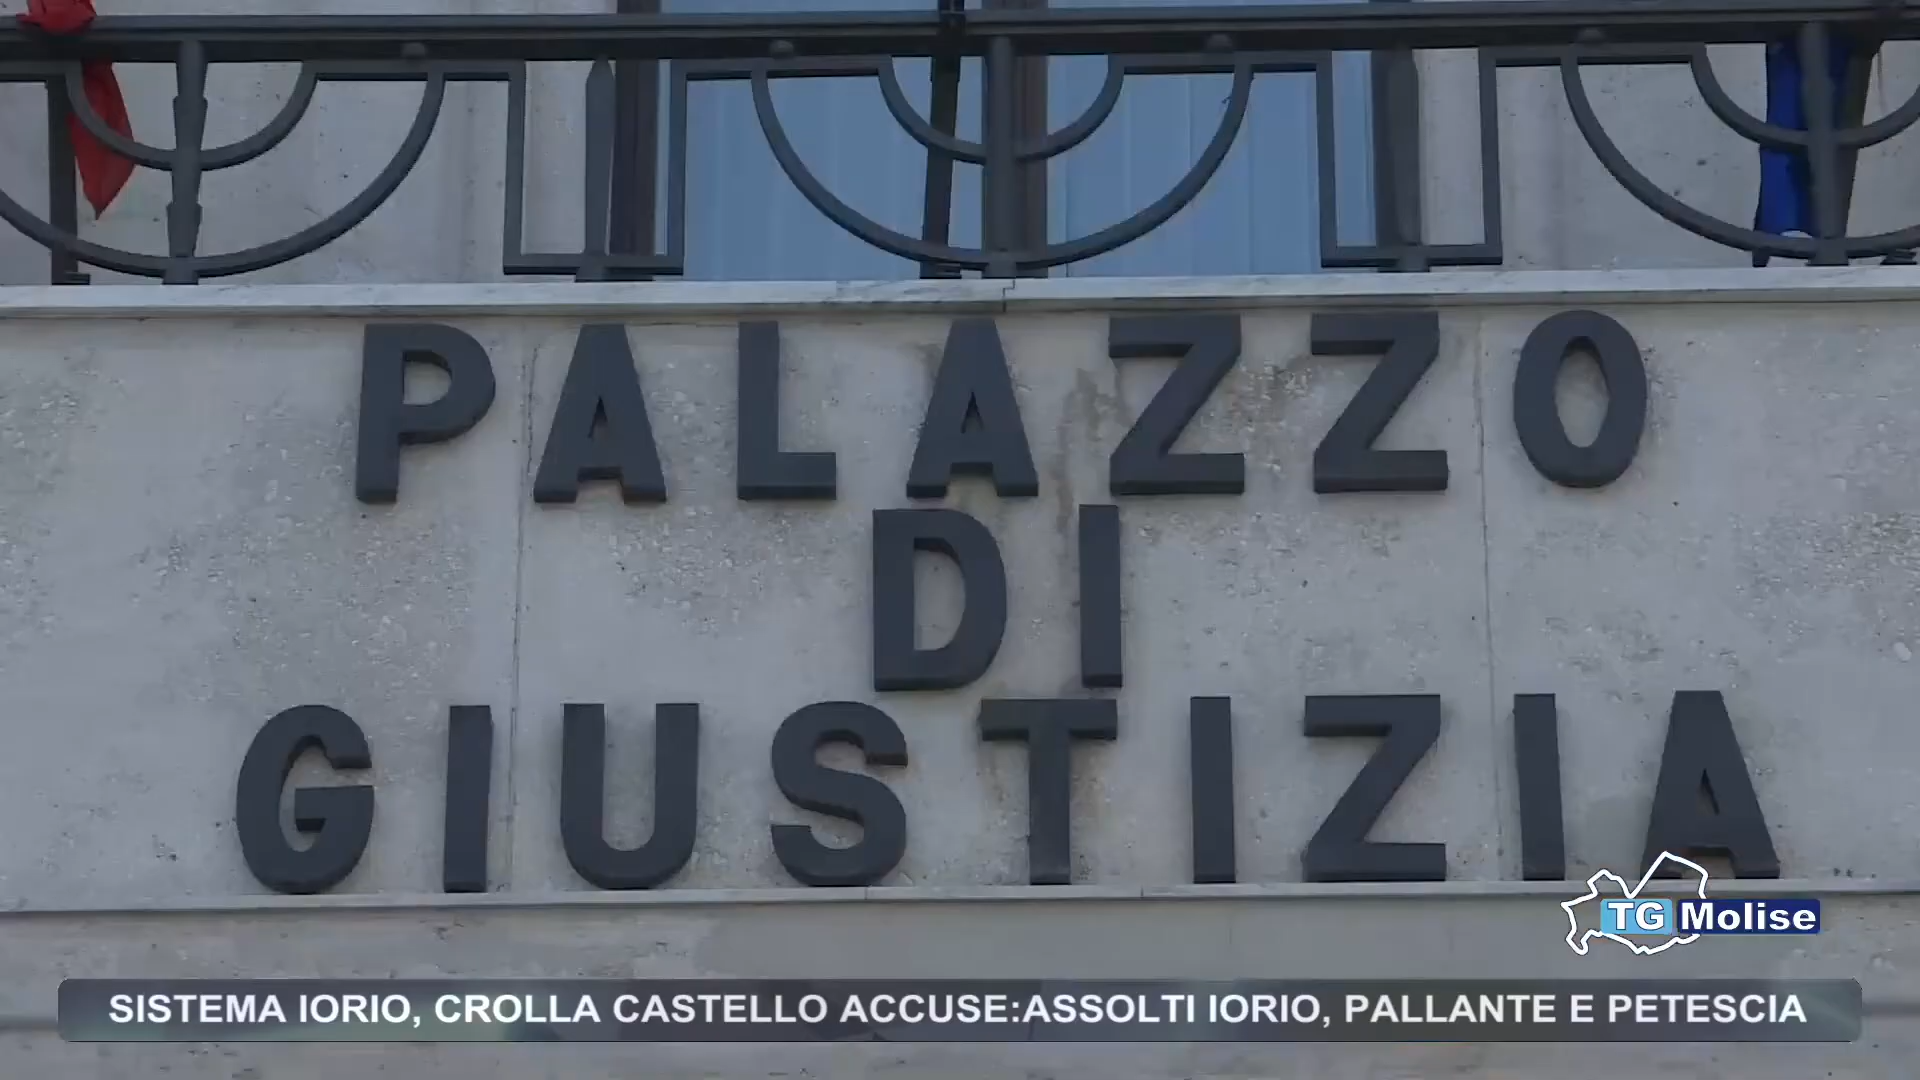 PALAZZO
DI
GIUSTIZIA
TG Molise
SISTEMA IORIO, CROLLA CASTELLO ACCUSE:ASSOLTI IORIO, PALLANTE E PETESCIA